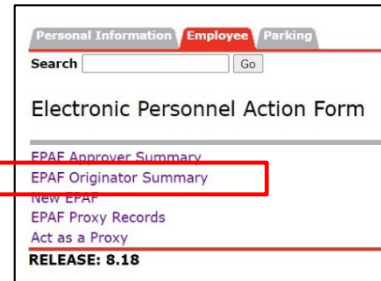 Personal Information Employee Parking
Search Go
Electronic Personnel Action Form
EPAF Approver Summary
EPAF Originator Summary
New EPAF
EPAF Proxy Records
Act as a Proxy
RELEASE: 8.18